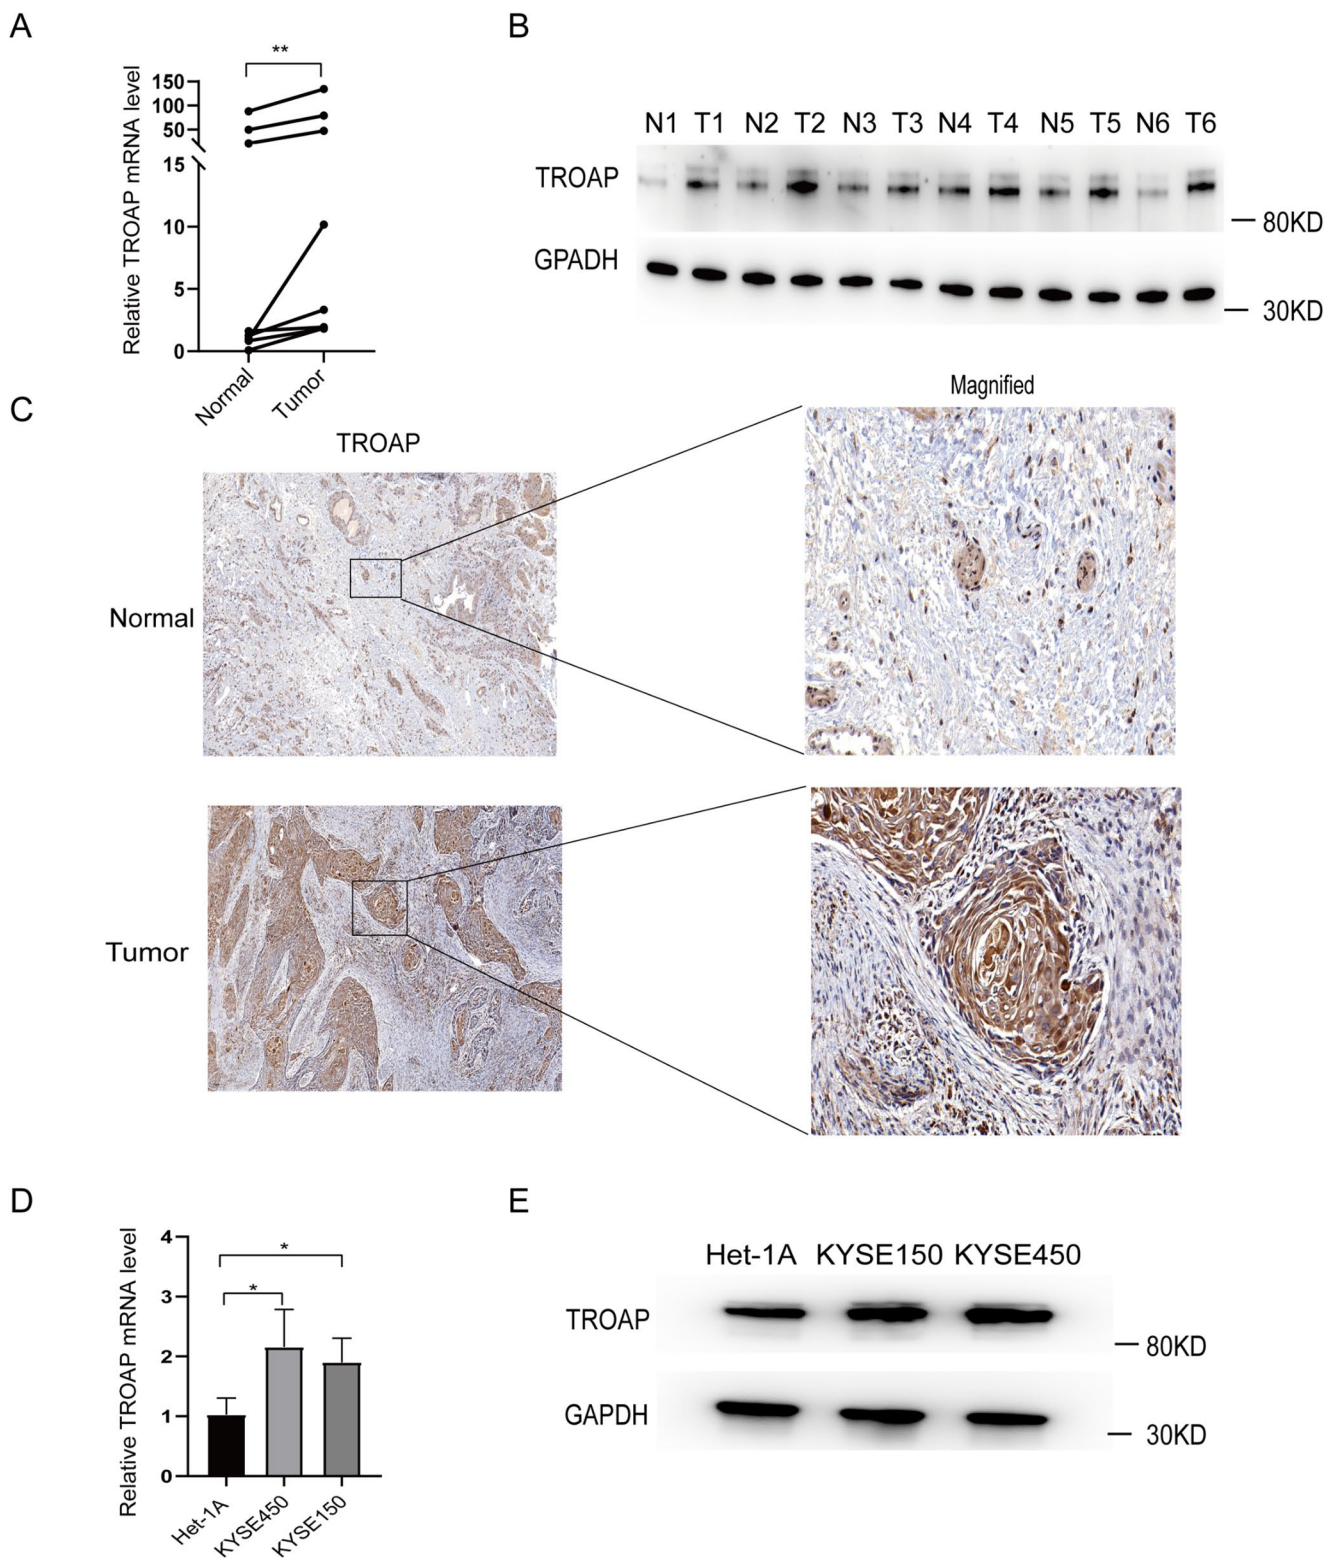 A
**
Relative TROAP mRNA level
150
100
50
15
10
5
0
Normal
Tumor
B
N1 T1 N2 T2 N3 T3 N4 T4 N5 T5 N6 T6
TROAP
80KD
GPADH
30KD
C
TROAP
Magnified
Normal
Tumor
D
Relative TROAP mRNA level
4
3
2
1
0
*
*
Het-1A
KYSE450
KYSE150
E
Het-1A KYSE150 KYSE450
TROAP
80KD
GAPDH
30KD